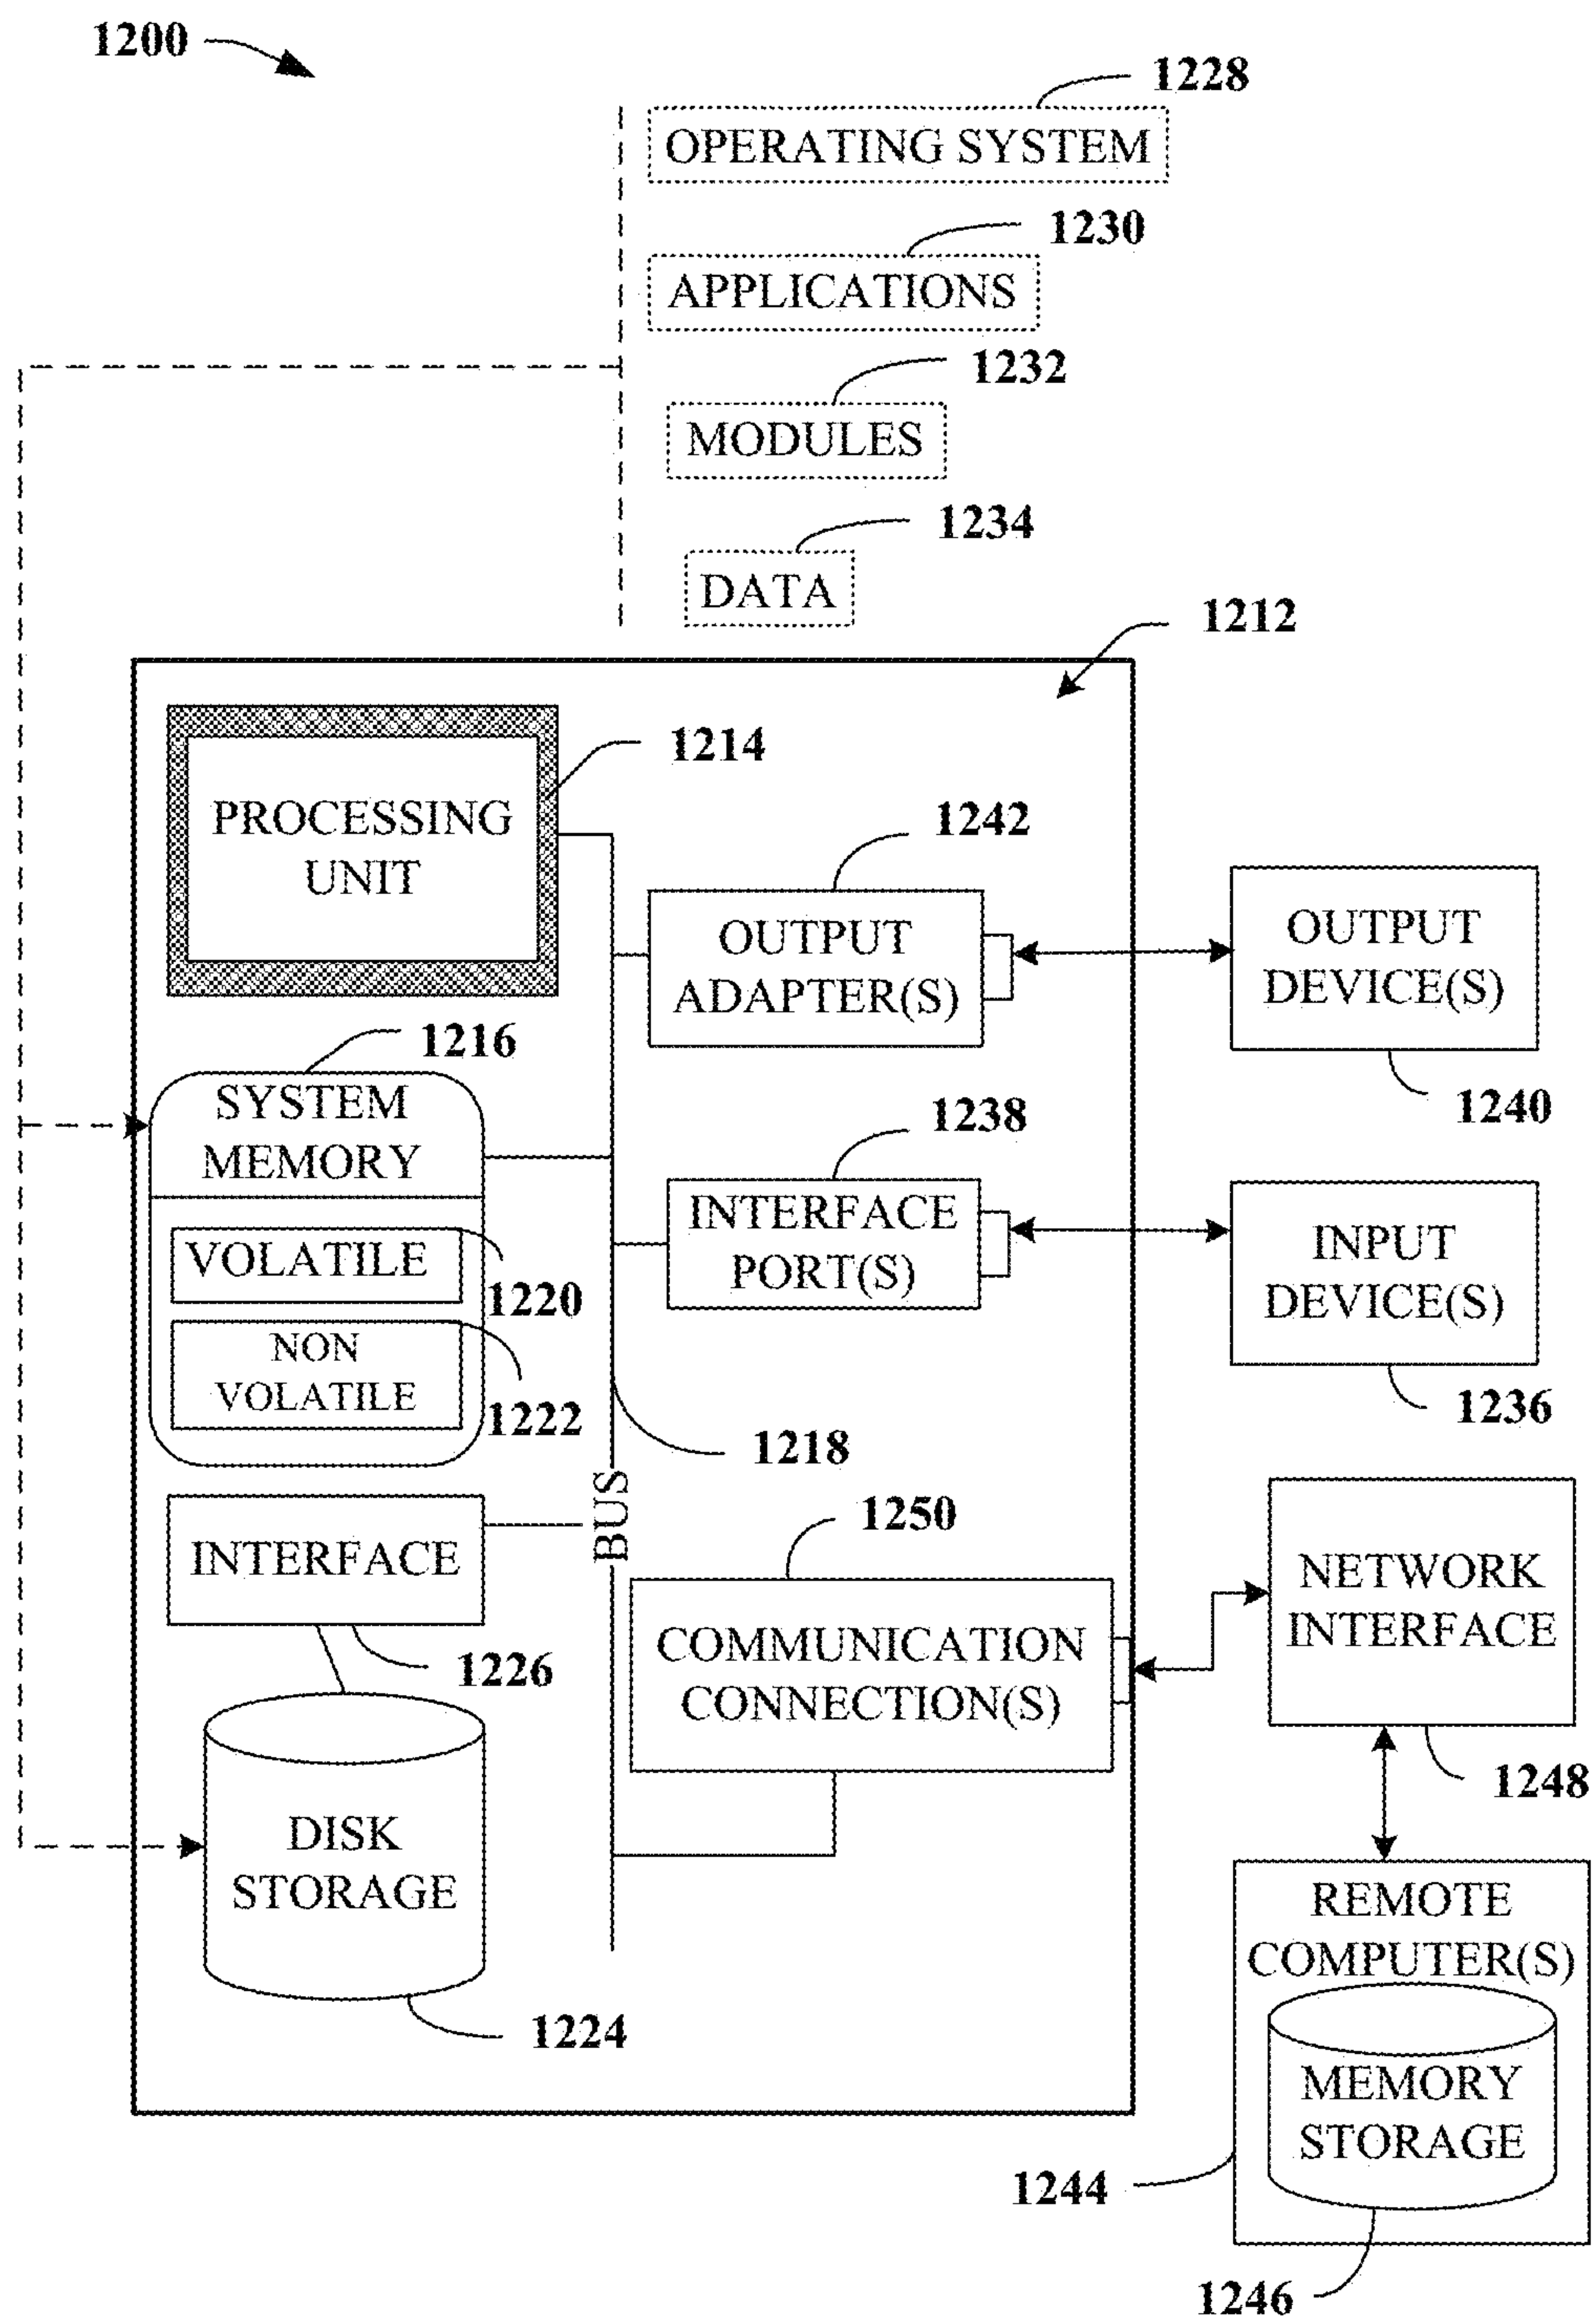 1200
1228
OPERATING SYSTEM
1230
APPLICATIONS
1232
MODULES
1234
DATA
1212
1214
PROCESSING
UNIT
1242
OUTPUT
ADAPTER(S)
OUTPUT
DEVICE(S)
1240
1216
SYSTEM
MEMORY
VOLATILE
1220
NON
VOLATILE
1222
1238
INTERFACE
PORT(S)
INPUT
DEVICE(S)
1236
1218
BUS
INTERFACE
1226
1250
COMMUNICATION
CONNECTION(S)
NETWORK
INTERFACE
1248
DISK
STORAGE
1224
REMOTE
COMPUTER(S)
MEMORY
STORAGE
1244
1246